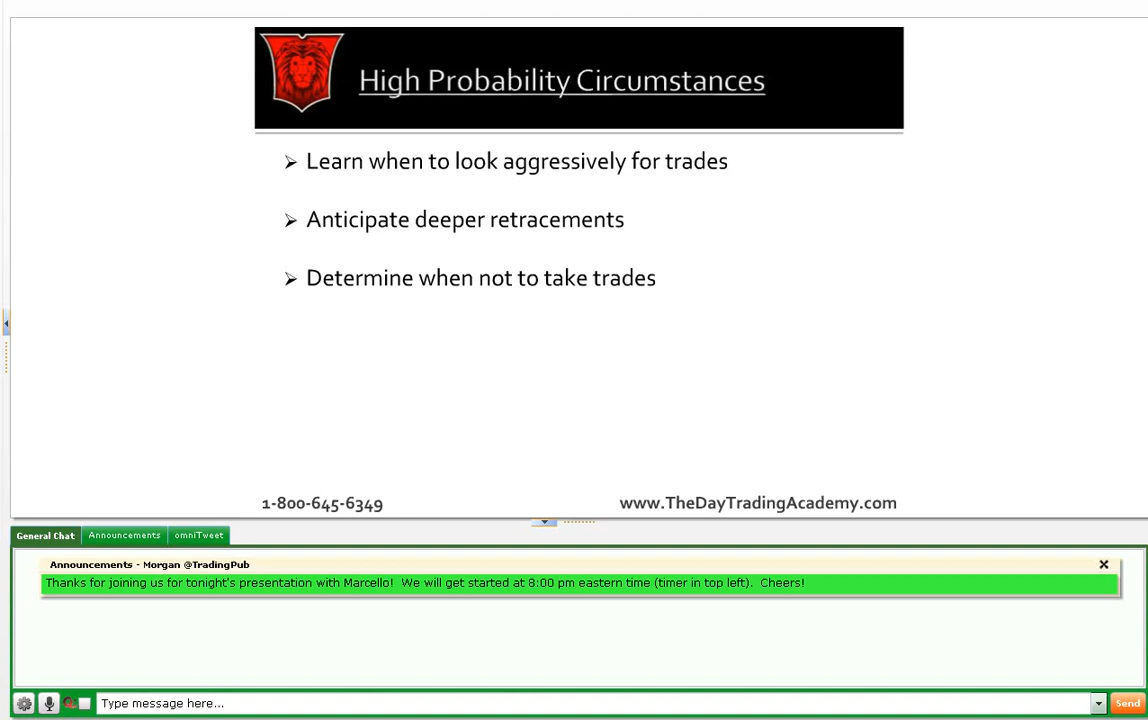 High Probability Circumstances
➢ Learn when to look aggressively for trades
➢ Anticipate deeper retracements
➢ Determine when not to take trades
1-800-645-6349 www.TheDayTradingAcademy.com
General Chat Announcements omniTweet
Announcements - Morgan @TradingPub
Thanks for joining us for tonight's presentation with Marcello! We will get started at 8:00 pm eastern time (timer in top left). Cheers!
Type message here... Send